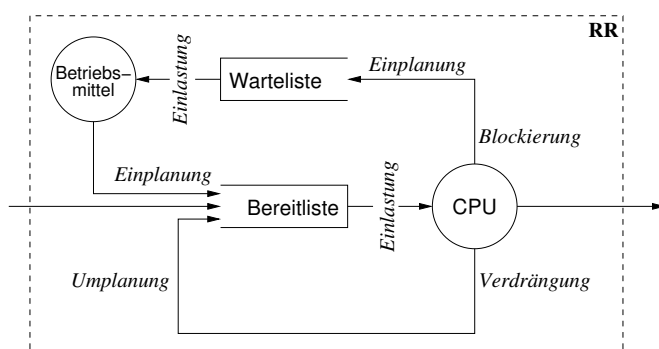 RR
Betriebs–
mittel
Einlastung
Warteliste
Einplanung
Blockierung
Einplanung
Bereitliste
Einlastung
CPU
Umplanung
Verdrängung